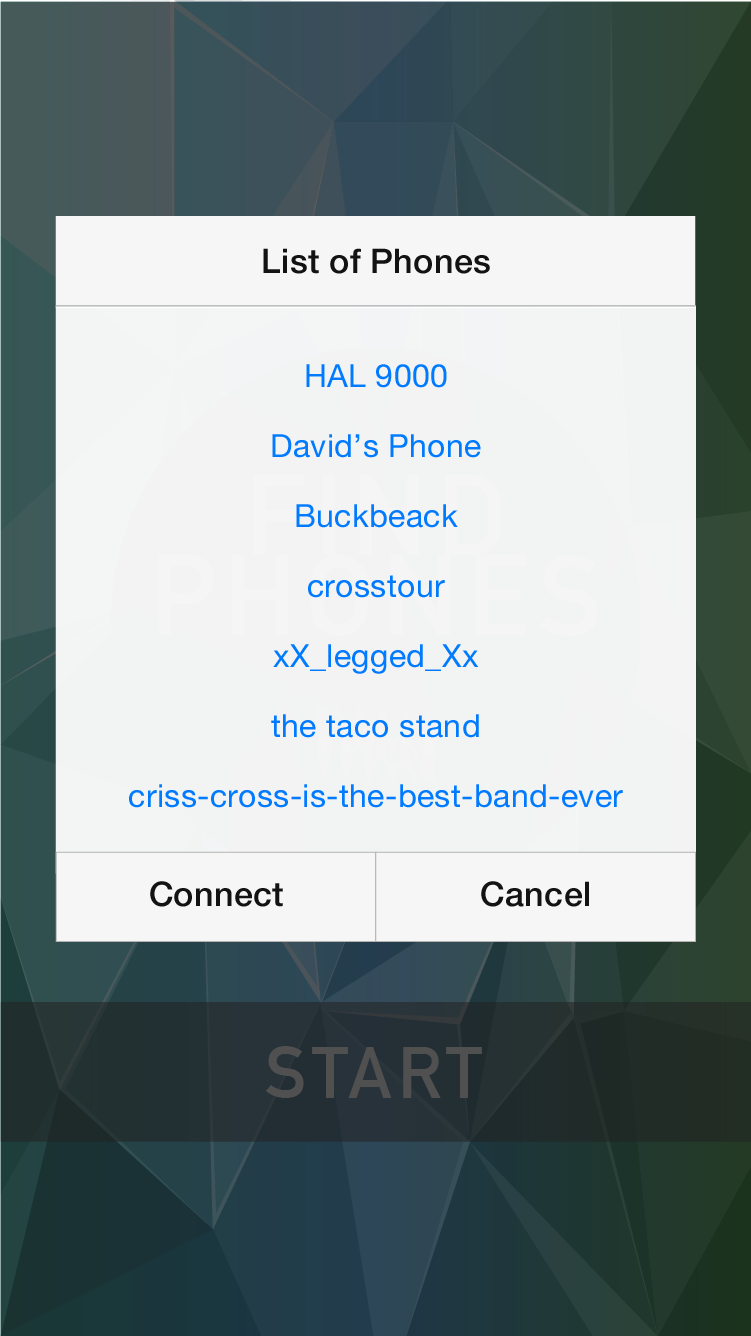 List of Phones
HAL 9000
David’s Phone
Buckbeack
FIND
crosstour
PHONES
xX_legged_Xx
the taco stand
criss-cross-is-the-best-band-ever
Connect
Cancel
START